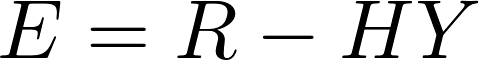 E = R − HY